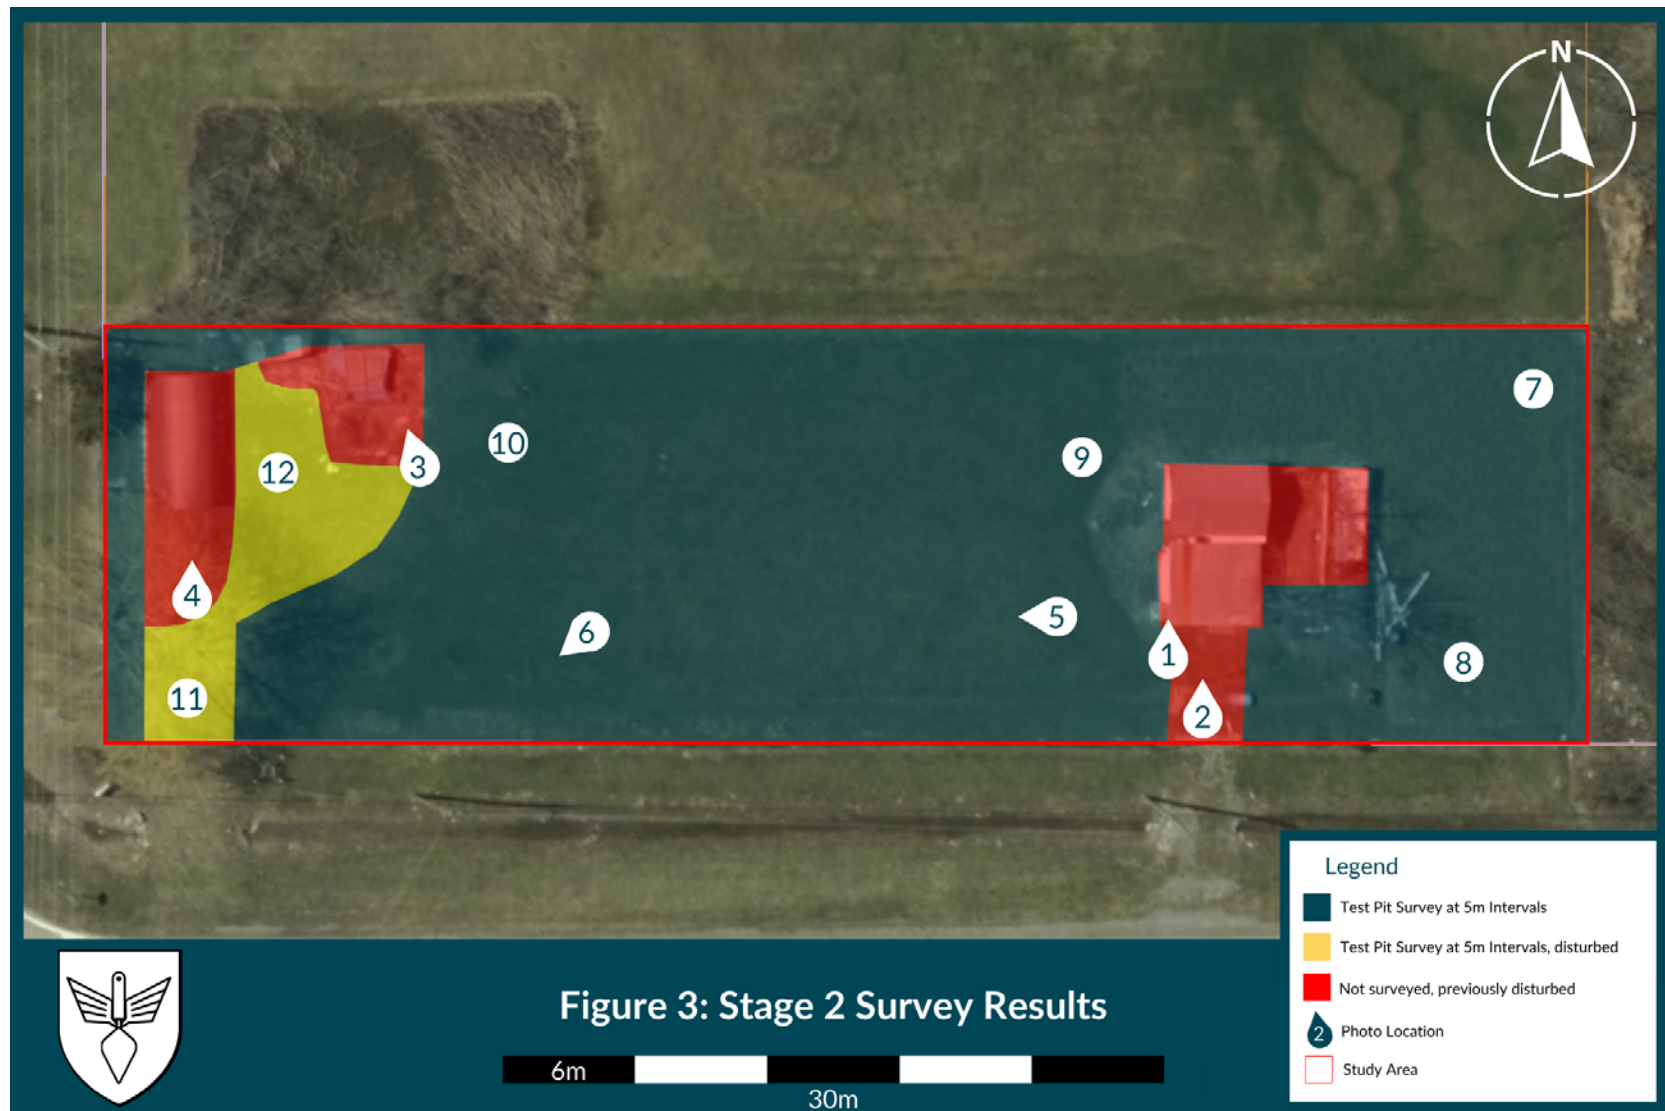 N
7
10
9
12
3
4
5
6
1
8
11
2
Legend
Test Pit Survey at 5m Intervals
Test Pit Survey at 5m Intervals, disturbed
Not surveyed, previously disturbed
2 Photo Location
Study Area
Figure 3: Stage 2 Survey Results
6m
30m